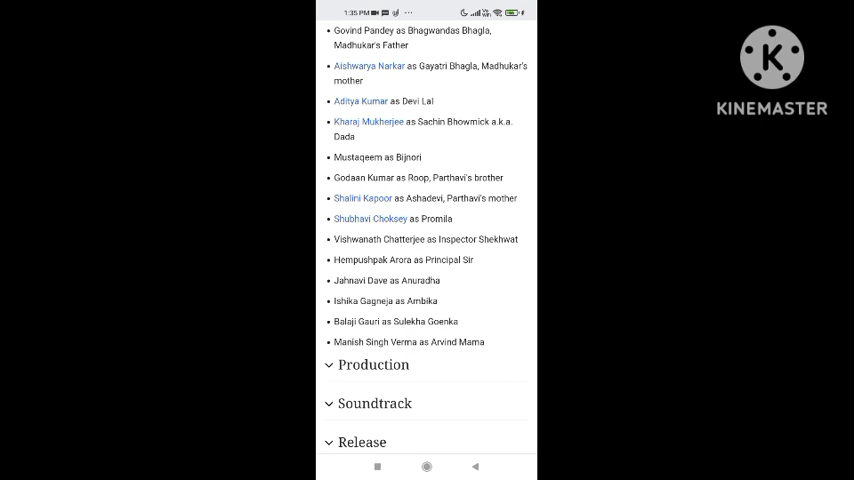 1:35 PM
Govind Pandey as Bhagwandas Bhagla,
Madhukar's Father
Aishwarya Narkar as Gayatri Bhagla, Madhukar's
mother
Aditya Kumar as Devi Lal
Kharaj Mukherjee as Sachin Bhowmick a.k.a.
Dada
Mustaqeem as Bijnori
Godaan Kumar as Roop, Parthavi's brother
Shalini Kapoor as Ashadevi, Parthavi's mother
Shubhavi Choksey as Promila
Vishwanath Chatterjee as Inspector Shekhwat
Hempushpak Arora as Principal Sir
Jahnavi Dave as Anuradha
Ishika Gagneja as Ambika
Balaji Gauri as Sulekha Goenka
Manish Singh Verma as Arvind Mama
Production
Soundtrack
Release
K
KINEMASTER